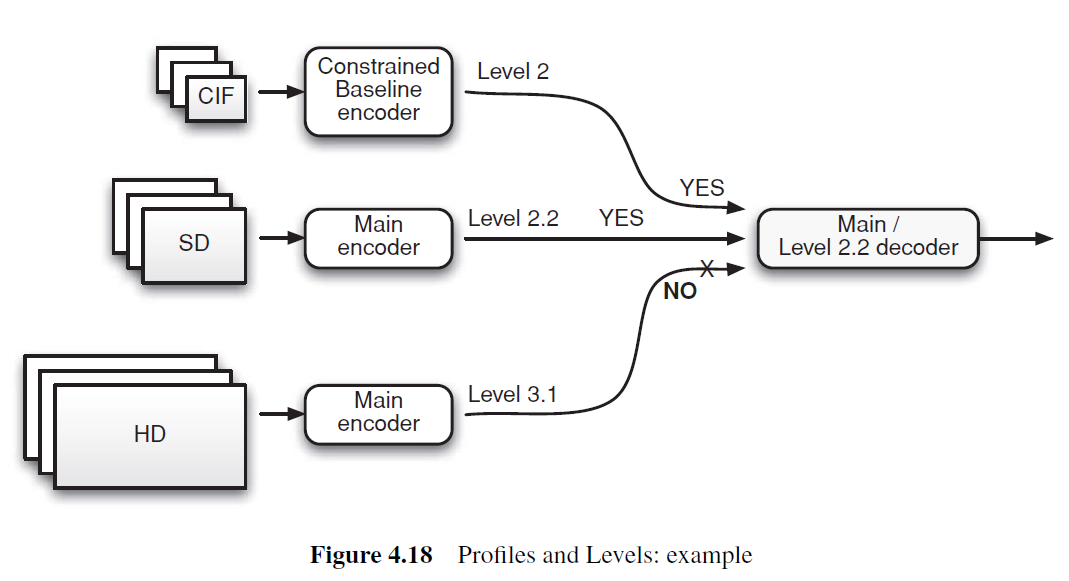 CIF
Constrained
Baseline
encoder
Level 2
YES
SD
Main
encoder
Level 2.2
YES
Main /
Level 2.2 decoder
X
NO
HD
Main
encoder
Level 3.1
Figure 4.18 Profiles and Levels: example